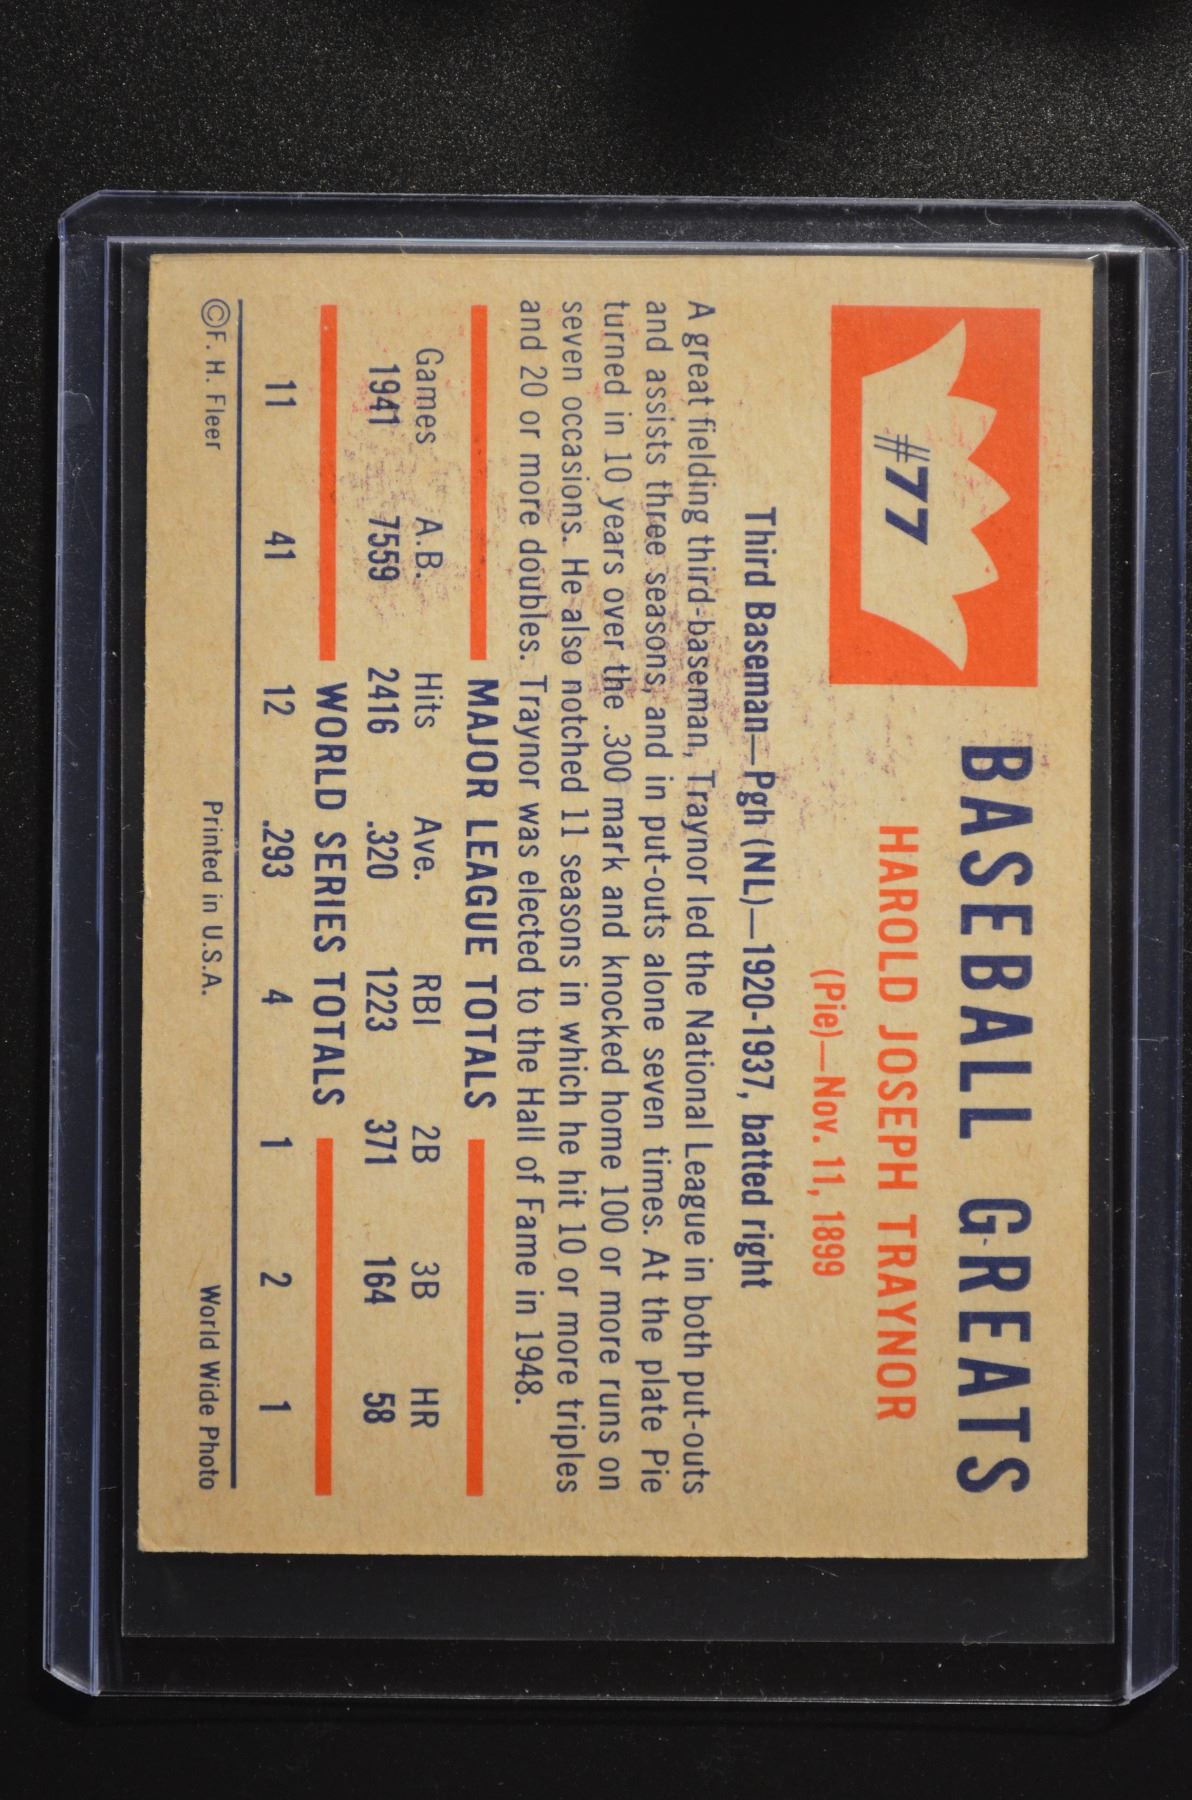 #77
BASEBALL GREATS
HAROLD JOSEPH TRAYNOR
(Pie)—Nov. 11, 1899
Third Baseman—Pgh (NL)—1920-1937, batted right
A great fielding third-baseman, Traynor led the National League in both put-outs
and assists three seasons, and in put-outs alone seven times. At the plate Pie
turned in 10 years over the .300 mark and knocked home 100 or more runs on
seven occasions. He also notched 11 seasons in which he hit 10 or more triples
and 20 or more doubles. Traynor was elected to the Hall of Fame in 1948.
MAJOR LEAGUE TOTALS
Games A.B. Hits Ave. RBI 2B 3B HR
1941 7559 2416 .320 1223 371 164 58
WORLD SERIES TOTALS
11 41 12 .293 4 1 2 1
©F. H. Fleer Printed in U.S.A. World Wide Photo